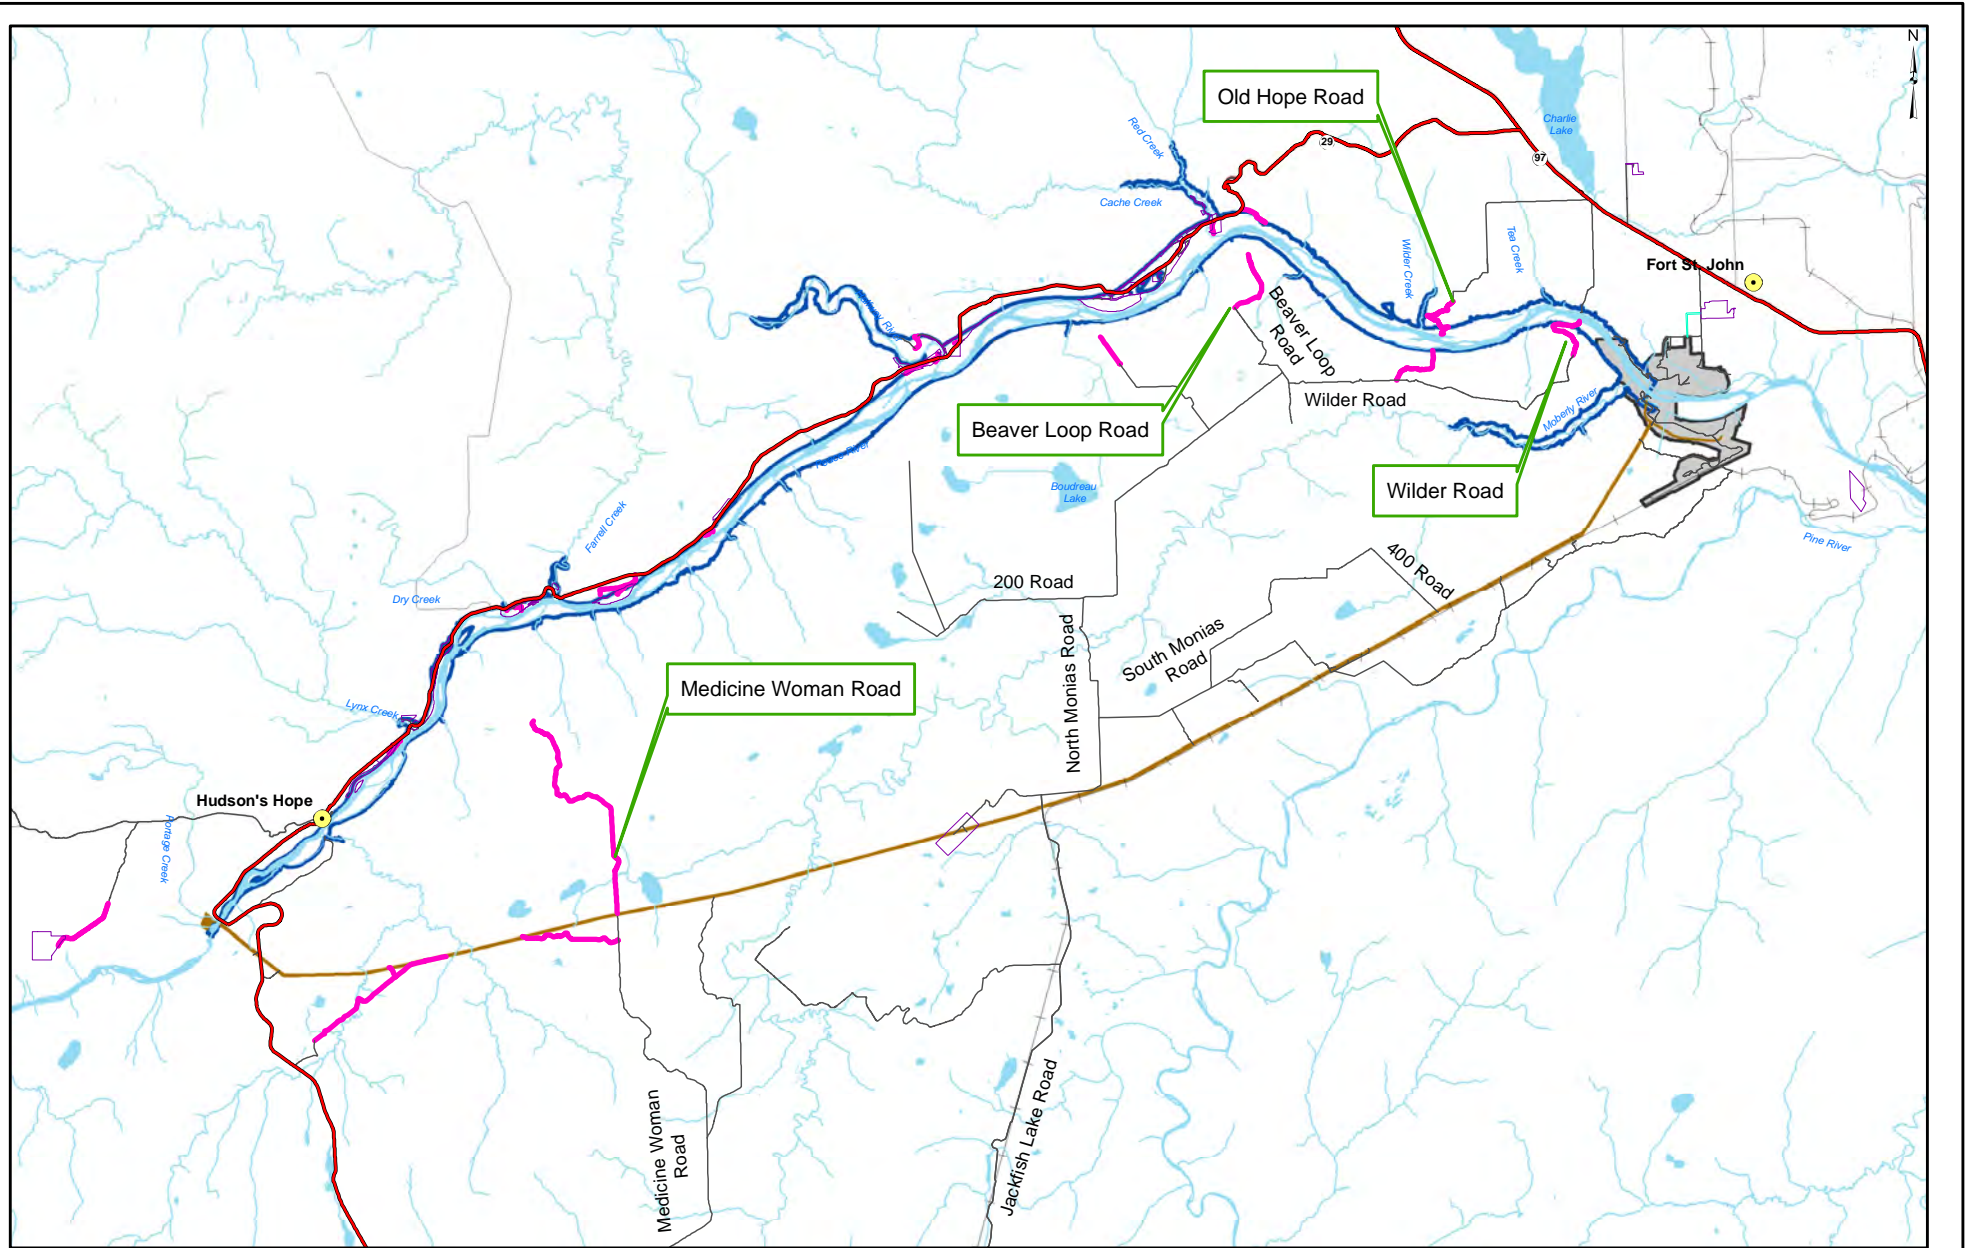 N
Old Hope Road
Charlie
Lake
Red Creek
29
97
Cache Creek
Tea Creek
Wilder Creek
Fort St. John
Beaver Loop
Road
Wilder Road
Moberly River
Beaver Loop Road
Peace River
Wilder Road
Boudreau
Lake
Farrell Creek
Pine River
400 Road
200 Road
Dry Creek
South Monias
Road
North Monias Road
Medicine Woman Road
Lynx Creek
Hudson's Hope
Portage Creek
Jackfish Lake Road
Medicine Woman
Road